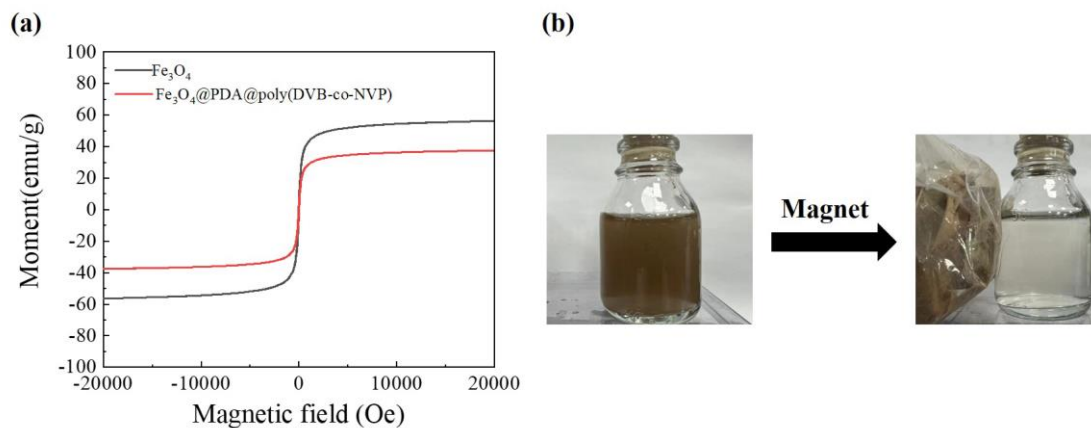 (a)
Moment(emu/g)
100
80
60
40
20
0
-20
-40
-60
-80
-100
Fe₃O₄
Fe₃O₄@PDA@poly(DVB-co-NVP)
-20000 -10000 0 10000 20000
Magnetic field (Oe)
(b)
Magnet